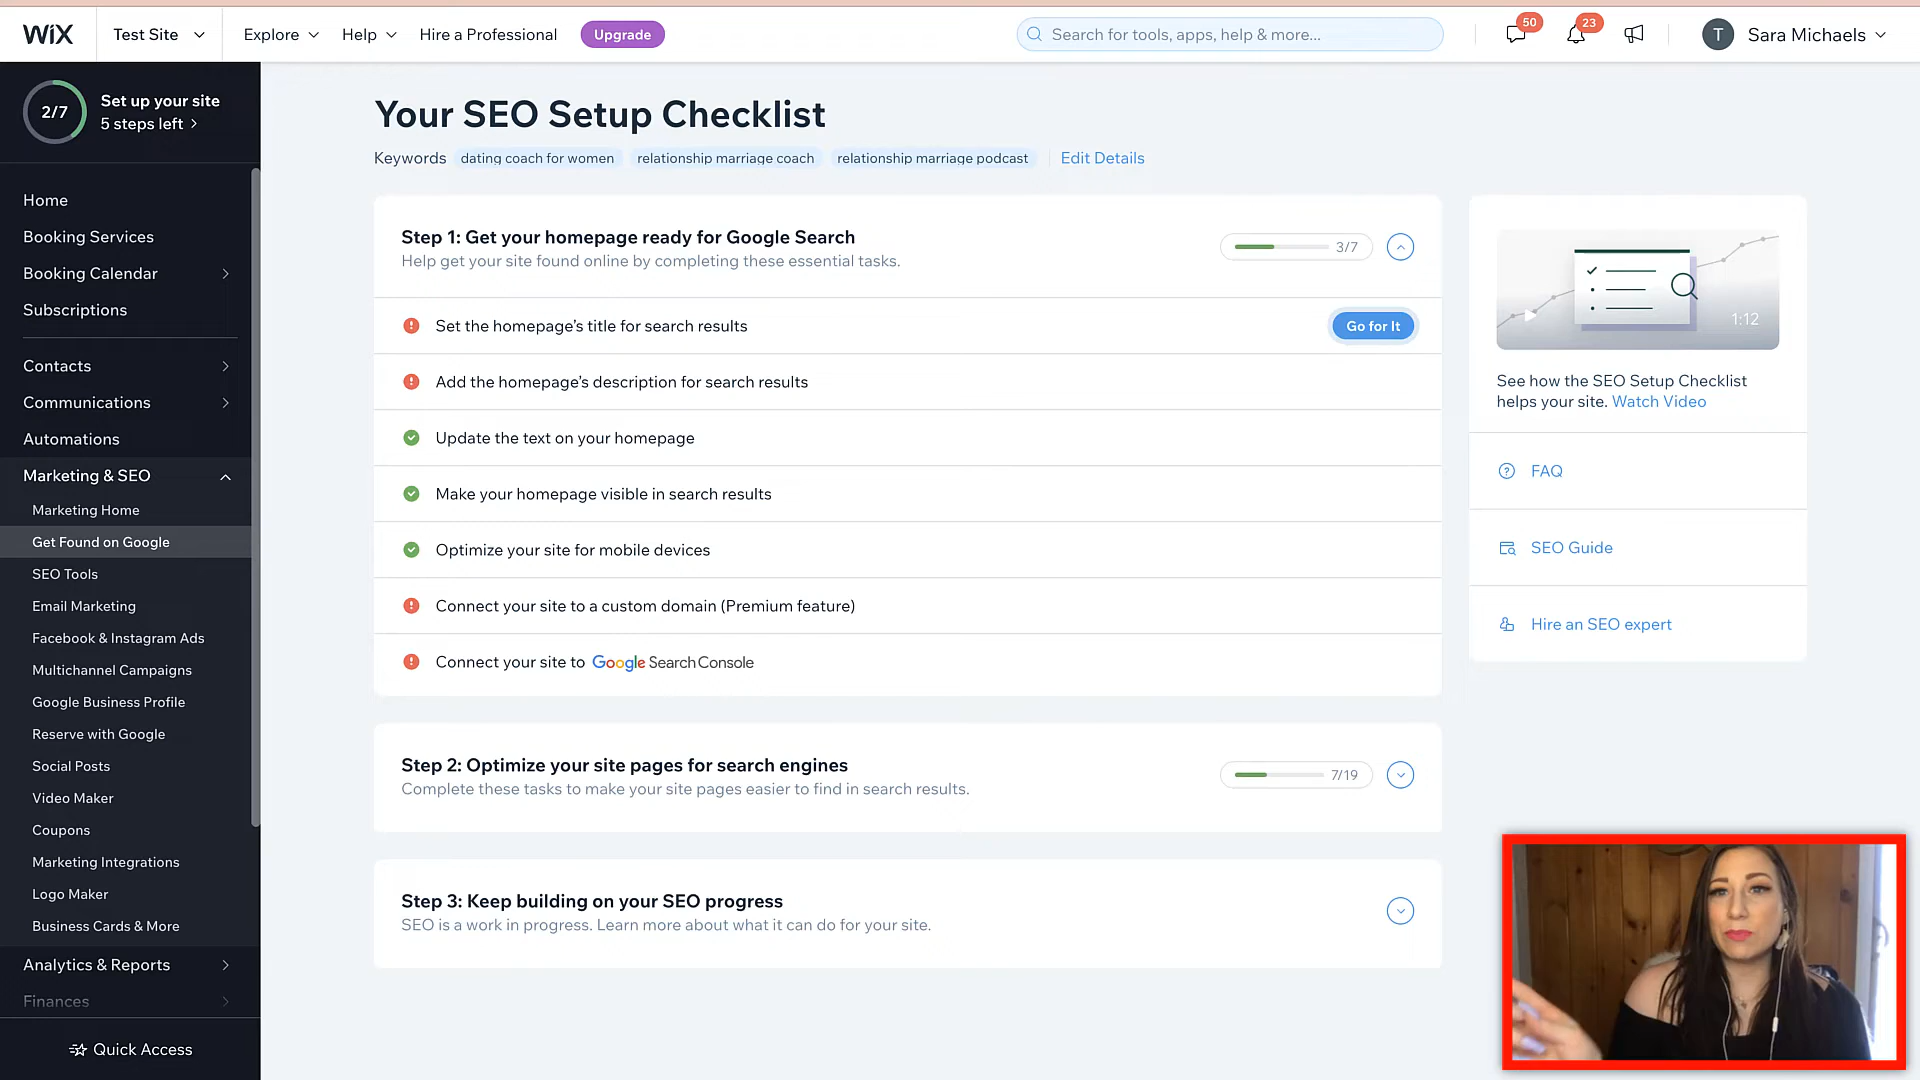 WiX
Test Site
Explore
Help
Hire a Professional
Upgrade
Search for tools, apps, help & more...
50
23
T
Sara Michaels
2/7
Set up your site
5 steps left
Home
Booking Services
Booking Calendar
Subscriptions
Contacts
Communications
Automations
Marketing & SEO
Marketing Home
Get Found on Google
SEO Tools
Email Marketing
Facebook & Instagram Ads
Multichannel Campaigns
Google Business Profile
Reserve with Google
Social Posts
Video Maker
Coupons
Marketing Integrations
Logo Maker
Business Cards & More
Analytics & Reports
Finances
Quick Access
Your SEO Setup Checklist
Keywords dating coach for women relationship marriage coach relationship marriage podcast Edit Details
Step 1: Get your homepage ready for Google Search
Help get your site found online by completing these essential tasks.
3/7
Set the homepage's title for search results
Go for It
Add the homepage's description for search results
Update the text on your homepage
Make your homepage visible in search results
Optimize your site for mobile devices
Connect your site to a custom domain (Premium feature)
Connect your site to Google Search Console
Step 2: Optimize your site pages for search engines
Complete these tasks to make your site pages easier to find in search results.
7/19
Step 3: Keep building on your SEO progress
SEO is a work in progress. Learn more about what it can do for your site.
1:12
See how the SEO Setup Checklist
helps your site. Watch Video
FAQ
SEO Guide
Hire an SEO expert